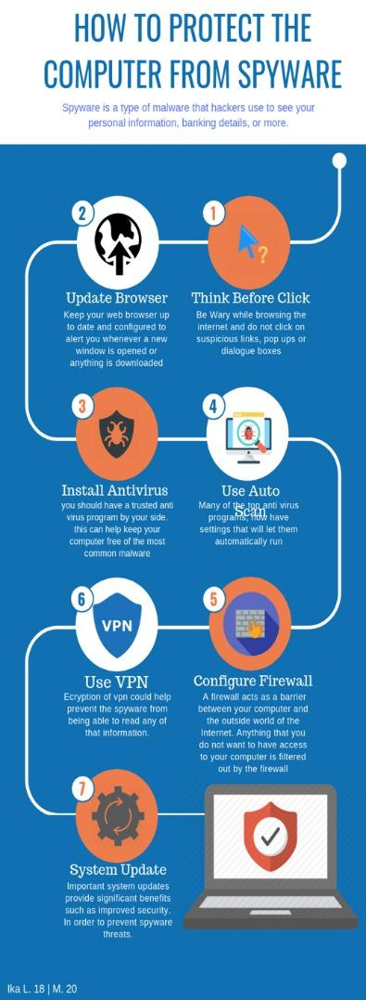 HOW TO PROTECT THE
COMPUTER FROM SPYWARE
Spyware is a type of malware that hackers use to see your
personal information, banking details, or more.
1
Think Before Click
Be Wary while browsing the
internet and do not click on
suspicious links, pop ups or
dialogue boxes
2
Update Browser
Keep your web browser up
to date and configured to
alert you whenever a new
window is opened or
anything is downloaded
3
Install Antivirus
you should have a trusted anti
virus program by your side.
this can help keep your
computer free of the most
common malware
4
Use Auto
Scan
Many of the top anti virus
programs, now have
settings that will let them
automatically run
5
Configure Firewall
A firewall acts as a barrier
between your computer and
the outside world of the
Internet. Anything that you
do not want to have access
to your computer is filtered
out by the firewall
6
VPN
Use VPN
Ecryption of vpn could help
prevent the spyware from
being able to read any of
that information.
7
System Update
Important system updates
provide significant benefits
such as improved security.
In order to prevent spyware
threats.
Ika L. 18 | M. 20